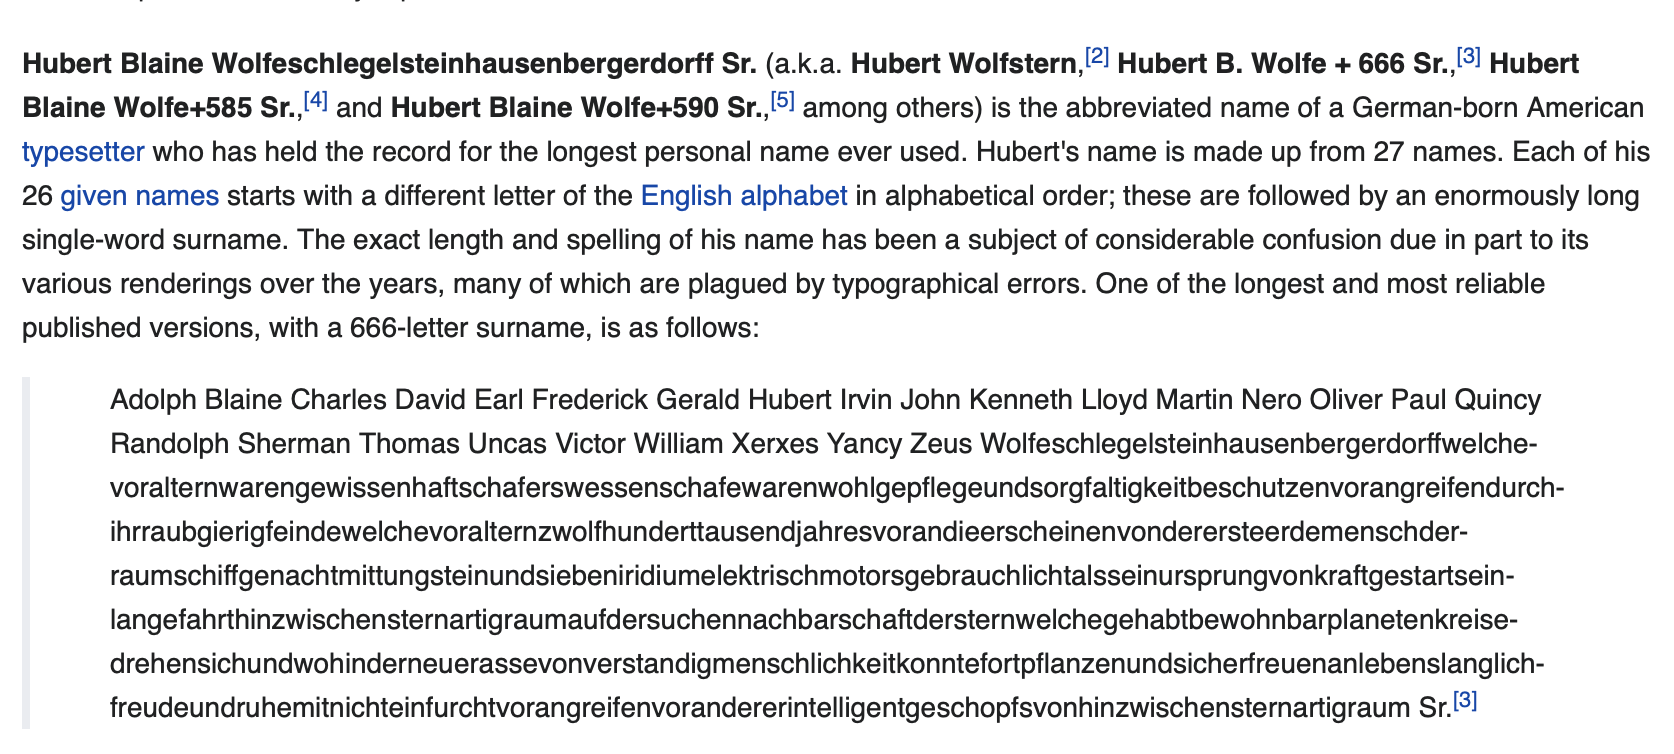 Hubert Blaine Wolfeschlegelsteinhausenbergerdorff Sr. (a.k.a. Hubert Wolfstern,[2] Hubert B. Wolfe + 666 Sr.,[3] Hubert
Blaine Wolfe+585 Sr.,[4] and Hubert Blaine Wolfe+590 Sr.,[5] among others) is the abbreviated name of a German-born American
typesetter who has held the record for the longest personal name ever used. Hubert's name is made up from 27 names. Each of his
26 given names starts with a different letter of the English alphabet in alphabetical order; these are followed by an enormously long
single-word surname. The exact length and spelling of his name has been a subject of considerable confusion due in part to its
various renderings over the years, many of which are plagued by typographical errors. One of the longest and most reliable
published versions, with a 666-letter surname, is as follows:
Adolph Blaine Charles David Earl Frederick Gerald Hubert Irvin John Kenneth Lloyd Martin Nero Oliver Paul Quincy
Randolph Sherman Thomas Uncas Victor William Xerxes Yancy Zeus Wolfeschlegelsteinhausenbergerdorffwelche-
voralternwarengewissenhaftschaferswessenschafewarenwohlgepflegeundsorgfaltigkeitbeschutzenvorangreifendurch-
ihrraubgierigfeindewelchevoralternzwolfhunderttausendjahresvorandieerscheinenvonderersteerdemenschder-
raumschiffgenachtmittungsteinundsiebeniridiumelektrischmotorsgebrauchlichtalsseinursprungvonkraftgestartsein-
langefahrthinzwischensternartigraumaufdersuchennachbarschaftdersternwelchegehabtbewohnbarplanetenkreise-
drehensichundwohinderneuerassevonverstandigmenschlichkeitkonntefortpflanzenundsicherfreuenanlebenslanglich-
freudeundruhemitnichteinfurchtvorangreifenvorandererintelligentgeschopfsvonhinzwischensternartigraum Sr.[3]